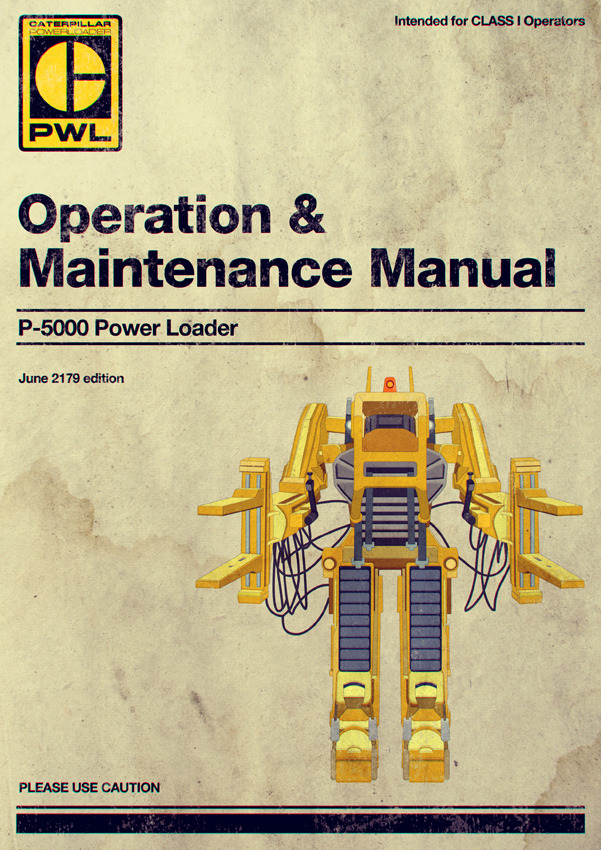 CATERPILLAR
POWERLOADER
PWL
Intended for CLASS I Operators
Operation &
Maintenance Manual
P-5000 Power Loader
June 2179 edition
PLEASE USE CAUTION